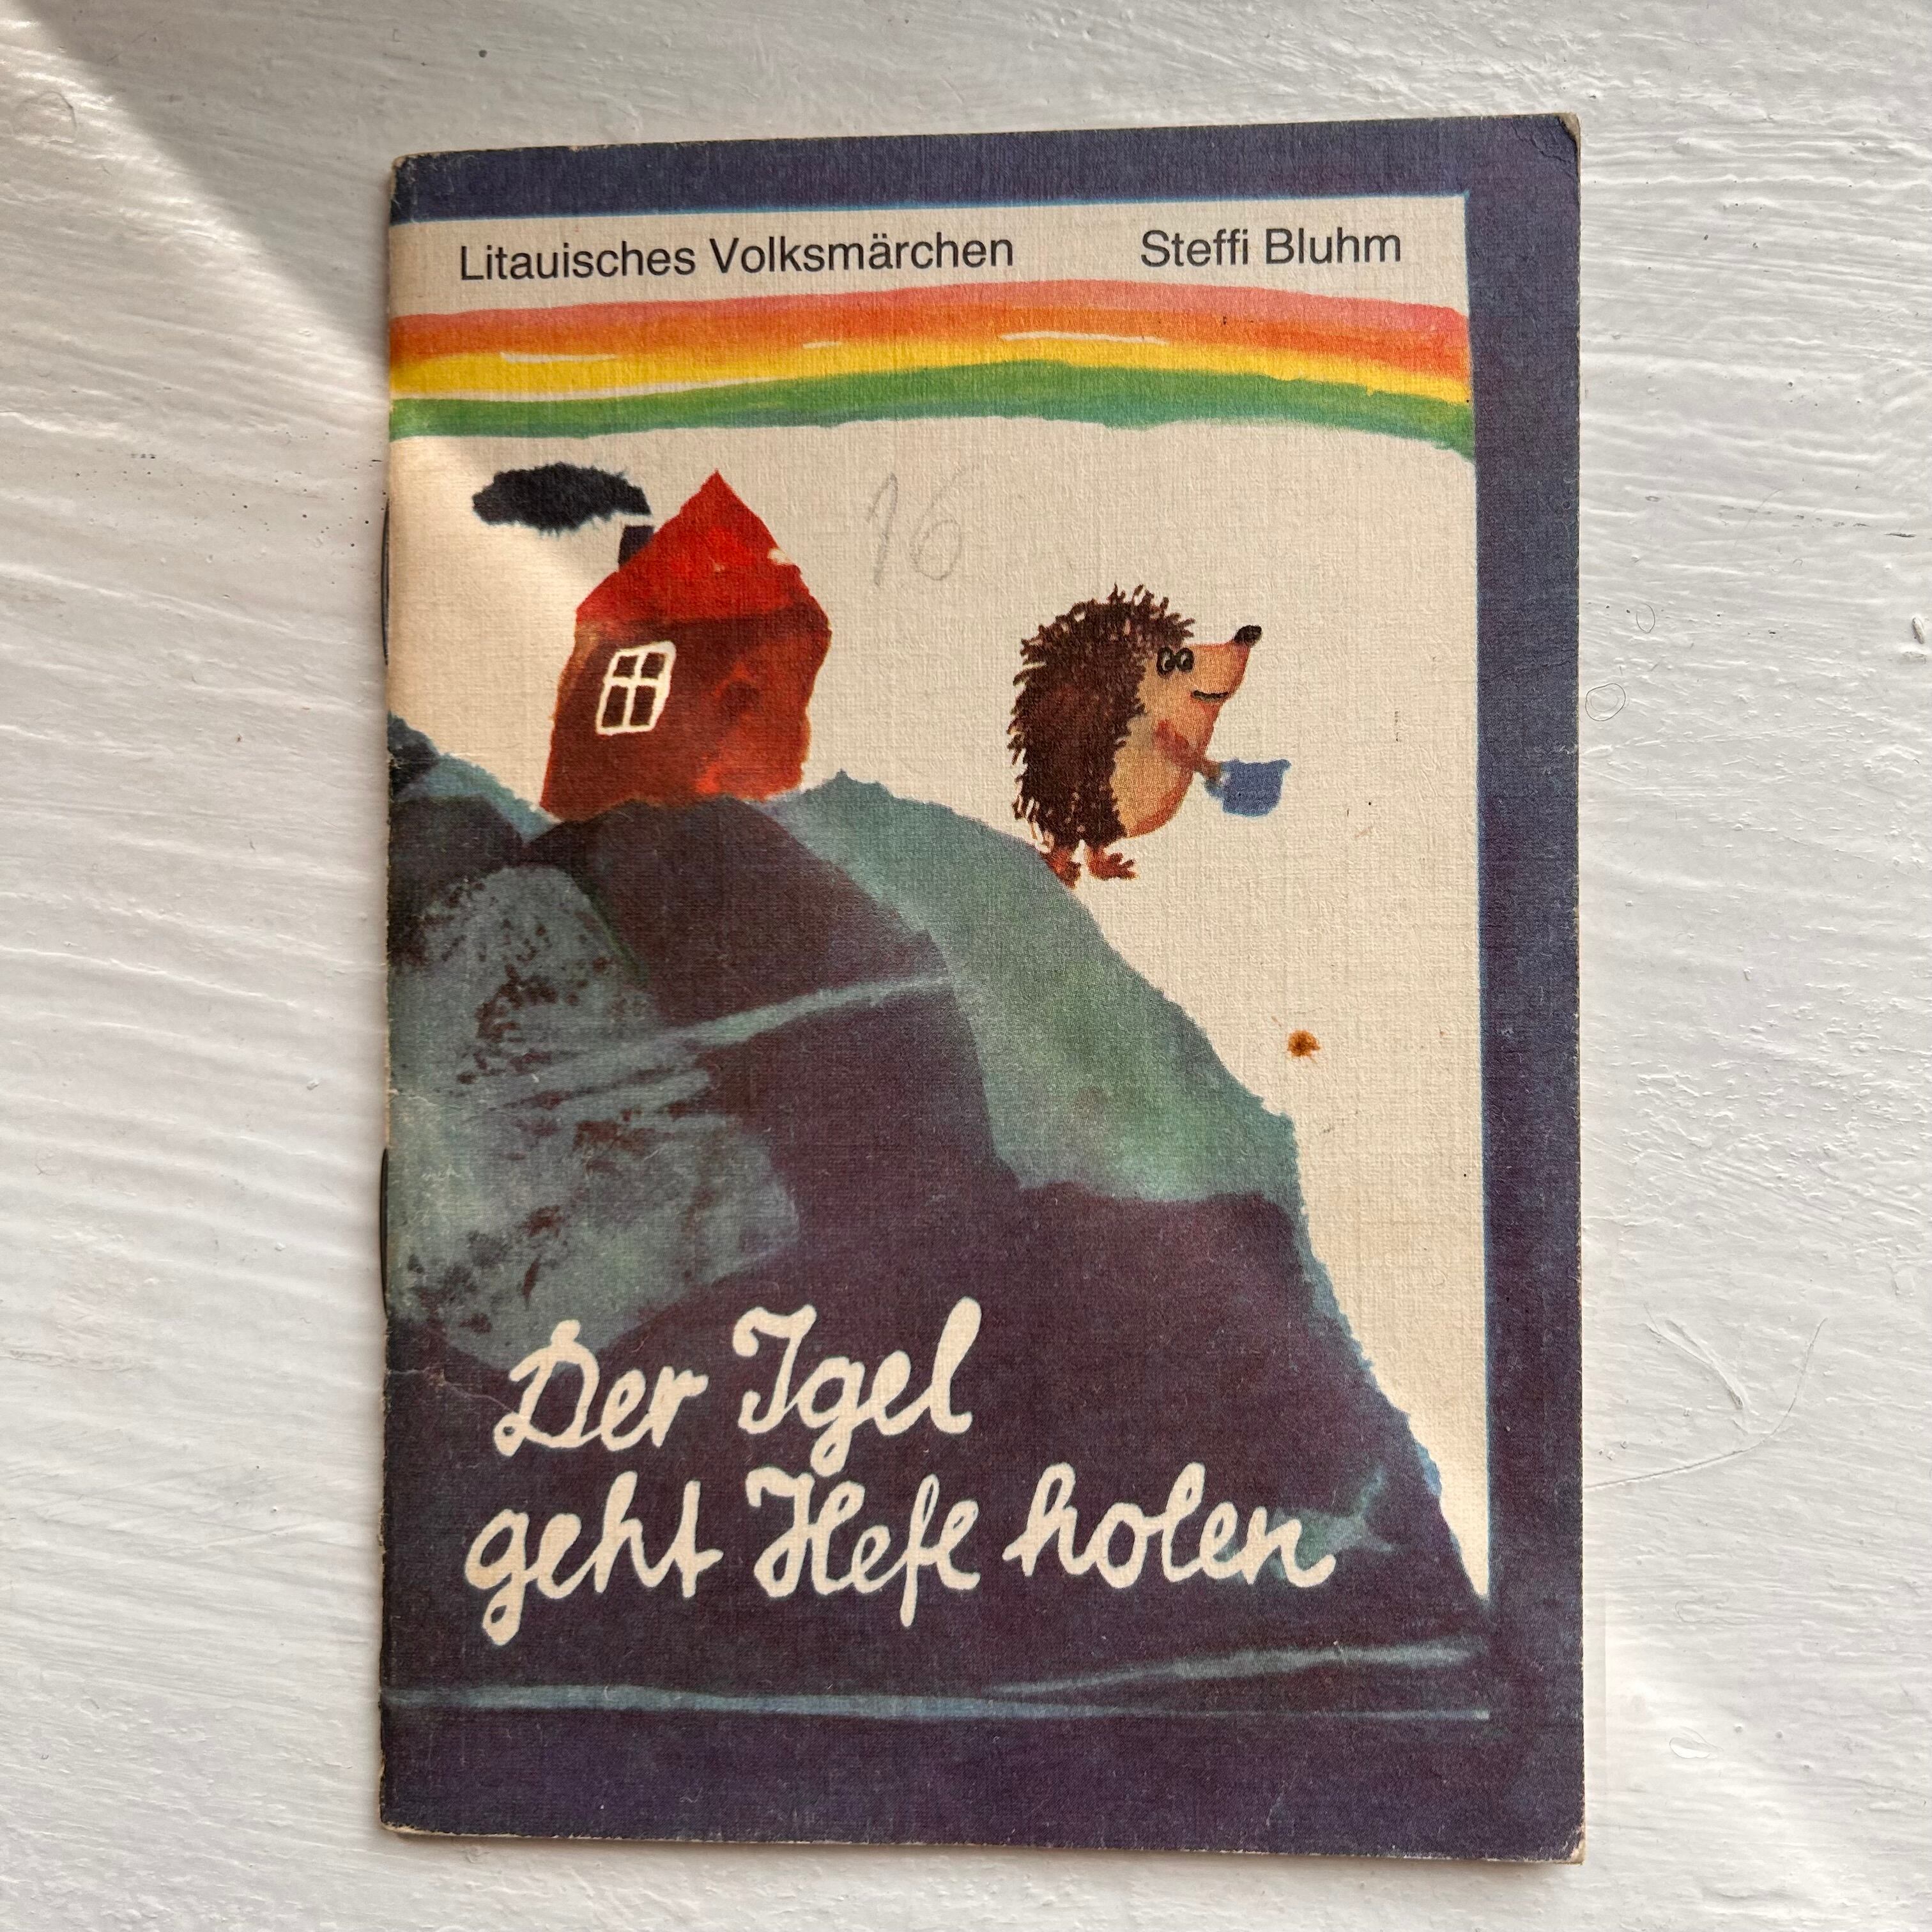 Litauisches Volksmärchen Steffi Bluhm
16
Der Igel
geht Hefe holen